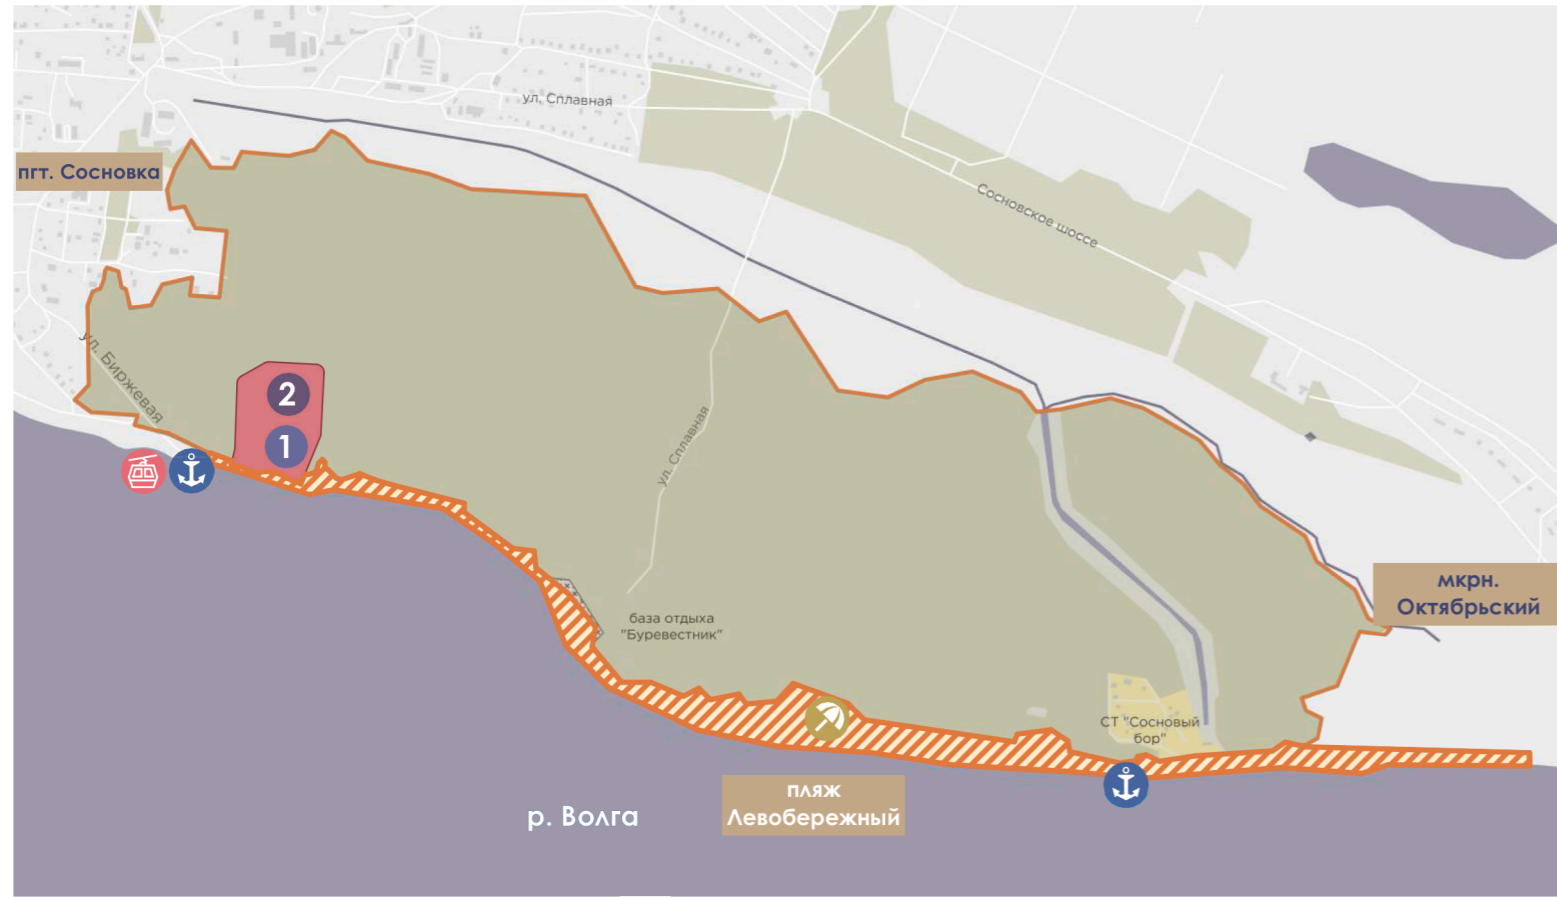 ул. Сплавная
пгт. Сосновка
Сосновское шоссе
ул. Биржевая
2
1
ул. Сплавная
база отдыха
"Буревестник"
мкрн.
Октябрьский
СТ "Сосновый
бор"
пляж
Левобережный
р. Волга